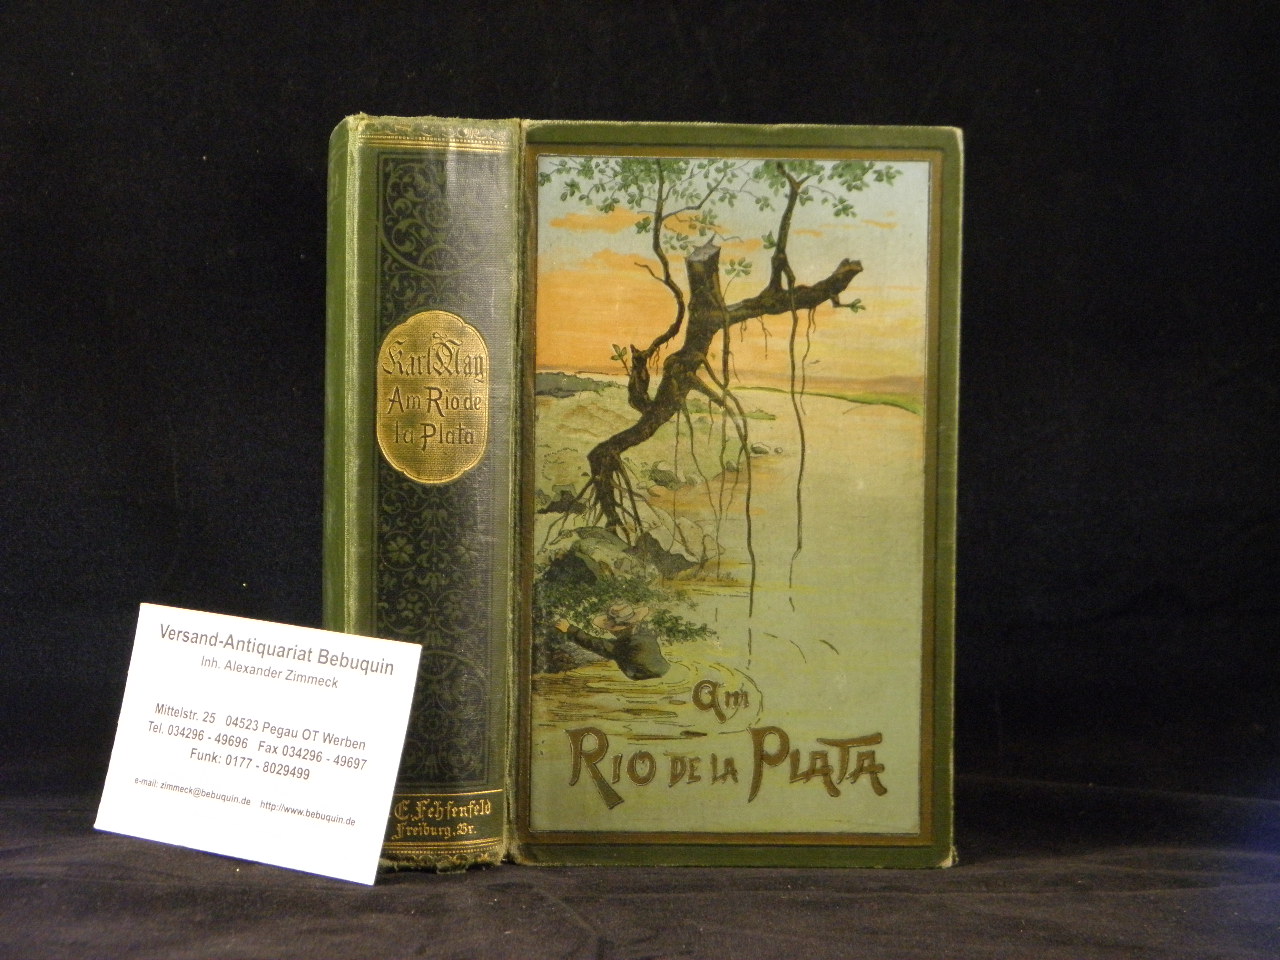 Karl May
Am Rio de
la Plata
E. Fehsenfeld
Freiburg. Br.
Am
RIO DE LA PLATA
Versand-Antiquariat Bebuquin
Inh. Alexander Zimmeck
Mittelstr. 25 04523 Pegau OT Werben
Tel. 034296 - 49696 Fax 034296 - 49697
Funk: 0177 - 8029499
e-mail: zimmeck@bebuquin.de http://www.bebuquin.de